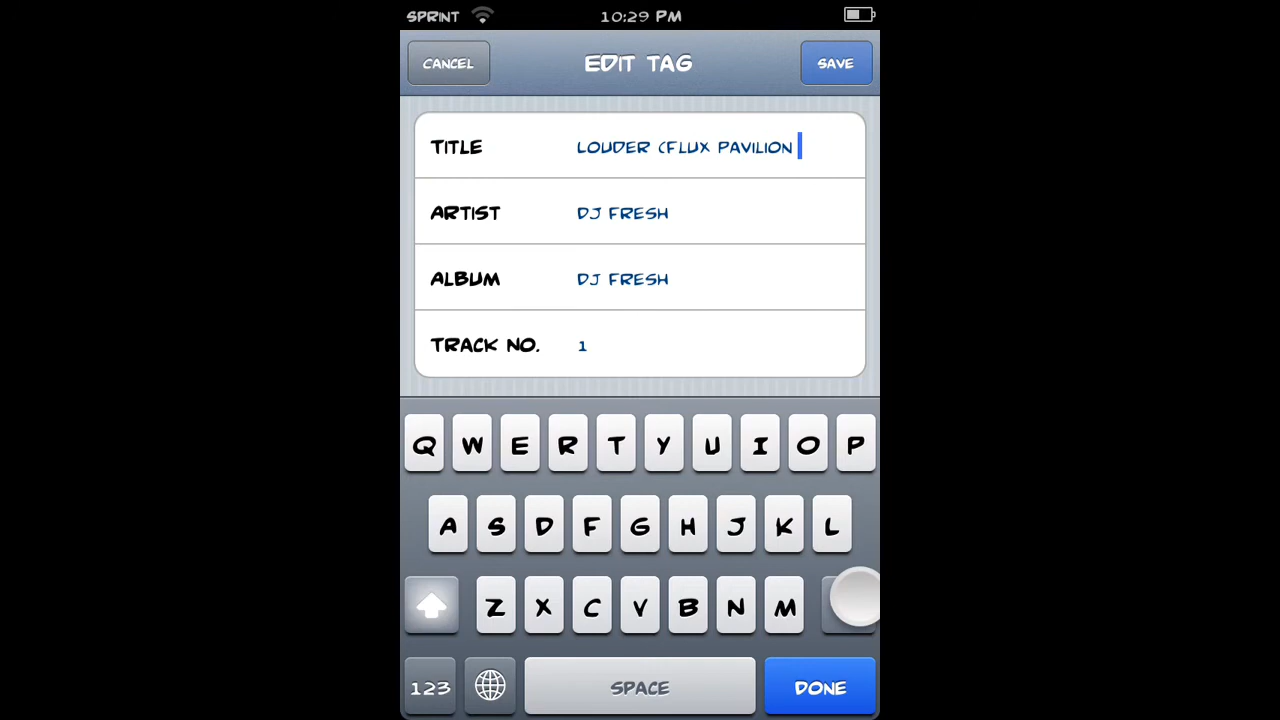 SPRINT 10:29 PM
CANCEL EDIT TAG SAVE
TITLE LOUDER (FLUX PAVILION
ARTIST DJ FRESH
ALBUM DJ FRESH
TRACK NO. 1
Q W E R T Y U I O P
A S D F G H J K L
Z X C V B N M
123 SPACE DONE